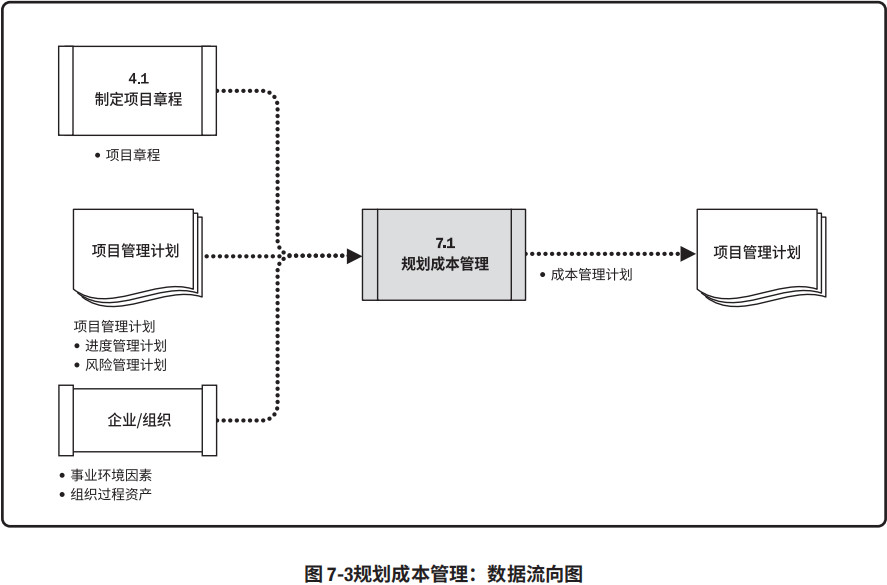 4.1
制定项目章程
• 项目章程
项目管理计划
项目管理计划
• 进度管理计划
• 风险管理计划
企业/组织
• 事业环境因素
• 组织过程资产
7.1
规划成本管理
• 成本管理计划
项目管理计划
图 7-3规划成本管理：数据流向图